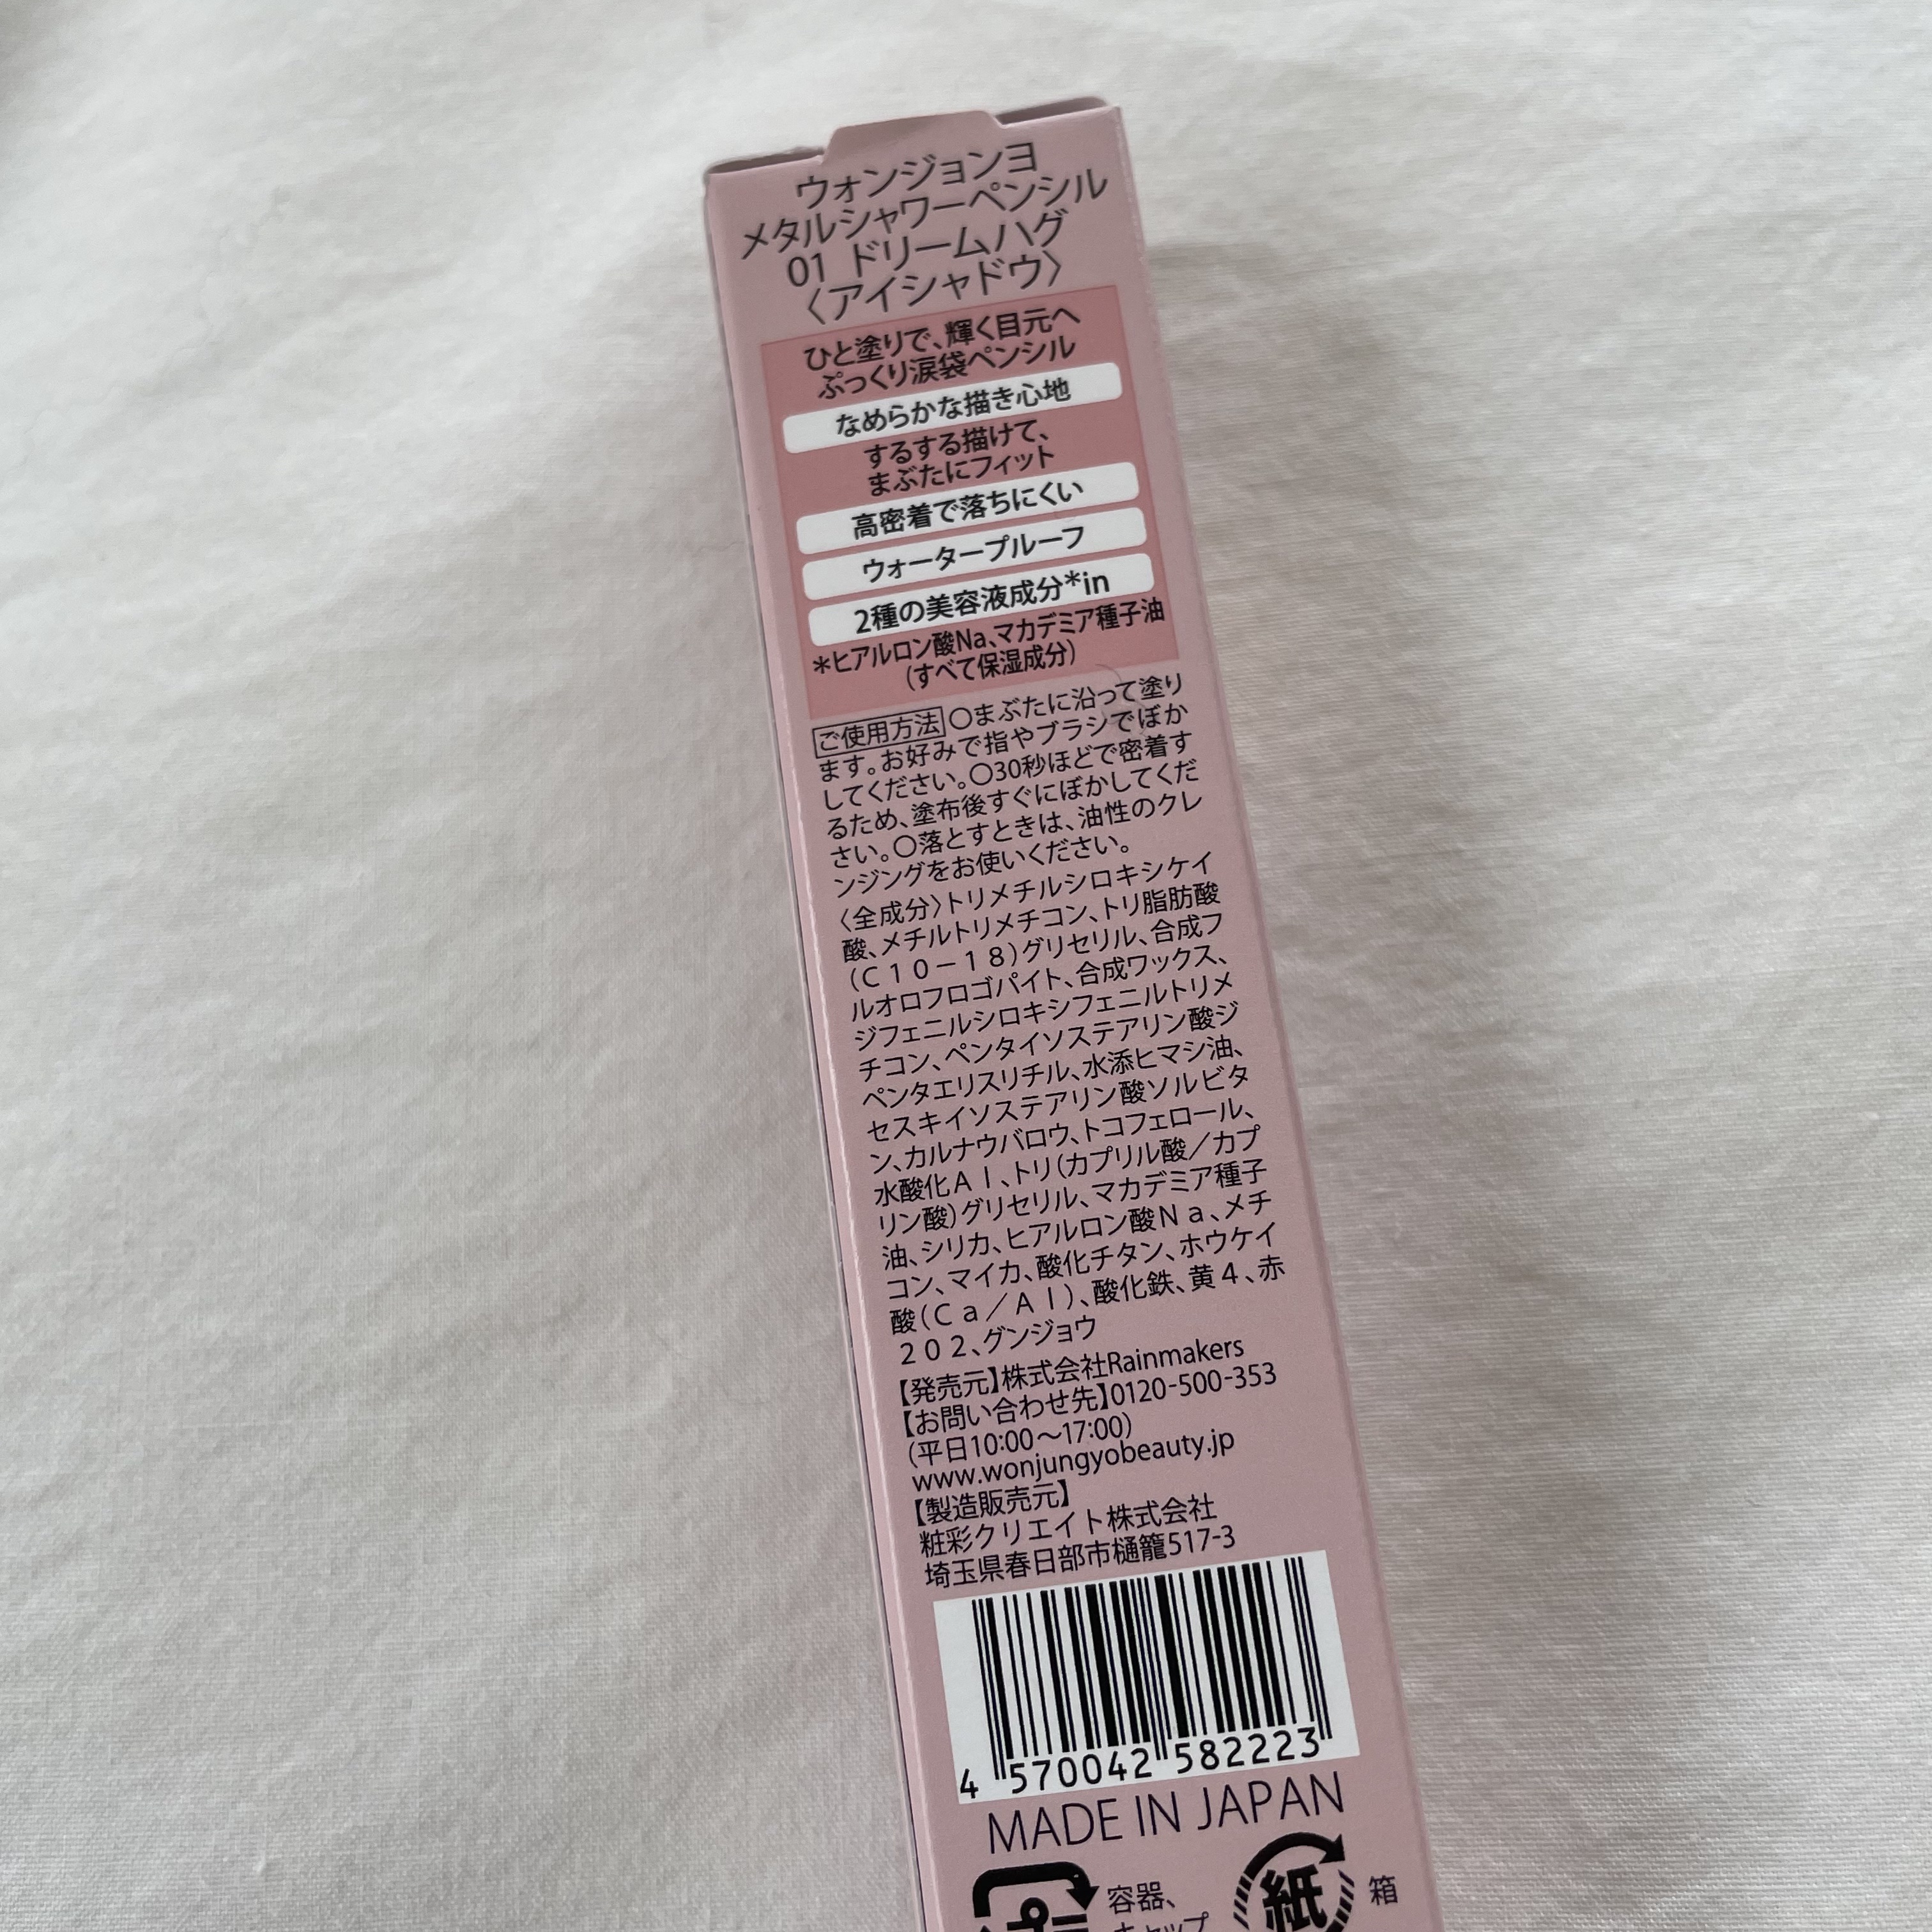 ウォンジョンヨ
メタルシャワーペンシル
01 ドリームハグ
〈アイシャドウ〉
ひと塗りで、輝く目元へ
ぷっくり涙袋ペンシル
なめらかな描き心地
するする描けて、
まぶたにフィット
高密着で落ちにくい
ウォータープルーフ
2種の美容液成分*in
*ヒアルロン酸Na、マカデミア種子油
(すべて保湿成分)
ご使用方法 〇まぶたに沿って塗り
ます。お好みで指やブラシでぼか
してください。〇30秒ほどで密着す
るため、塗布後すぐにぼかしてくだ
さい。〇落とすときは、油性のクレ
ンジングをお使いください。
〈全成分〉トリメチルシロキシケイ
酸、メチルトリメチコン、トリ脂肪酸
(C10-18)グリセリル、合成フ
ルオロフロゴパイト、合成ワックス、
ジフェニルシロキシフェニルトリメ
チコン、ペンタイソステアリン酸ジ
ペンタエリスリチル、水添ヒマシ油、
セスキイソステアリン酸ソルビタ
ン、カルナウバロウ、トコフェロール、
水酸化Al、トリ(カプリル酸/カプ
リン酸)グリセリル、マカデミア種子
油、シリカ、ヒアルロン酸Na、メチ
コン、マイカ、酸化チタン、ホウケイ
酸(Ca/Al)、酸化鉄、黄4、赤
202、グンジョウ
【発売元】株式会社Rainmakers
【お問い合わせ先】0120-500-353
(平日10:00〜17:00)
www.wonjungyobeauty.jp
【製造販売元】
粧彩クリエイト株式会社
埼玉県春日部市樋籠517-3
4 570042 582223
MADE IN JAPAN
容器、
キャップ
紙
箱